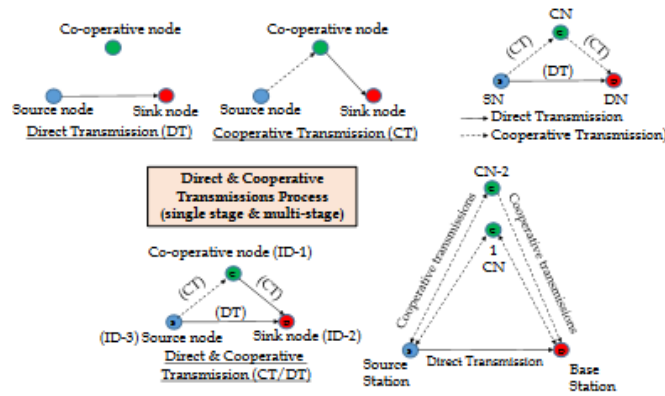 Co-operative node
Source node
Sink node
Direct Transmission (DT)
Co-operative node
Source node
Sink node
Cooperative Transmission (CT)
CN
(CT)
(CT)
(DT)
SN
DN
Direct Transmission
Cooperative Transmission)
Direct & Cooperative
Transmissions Process
(single stage & multi-stage)
Co-operative node (ID-1)
(CT)
(CT)
(DT)
(ID-3) Source node
Sink node (ID-2)
Direct & Cooperative
Transmission (CT/DT)
CN-2
Cooperative transmissions
Cooperative transmissions
1
CN
Direct Transmission
Source
Station
Base
Station